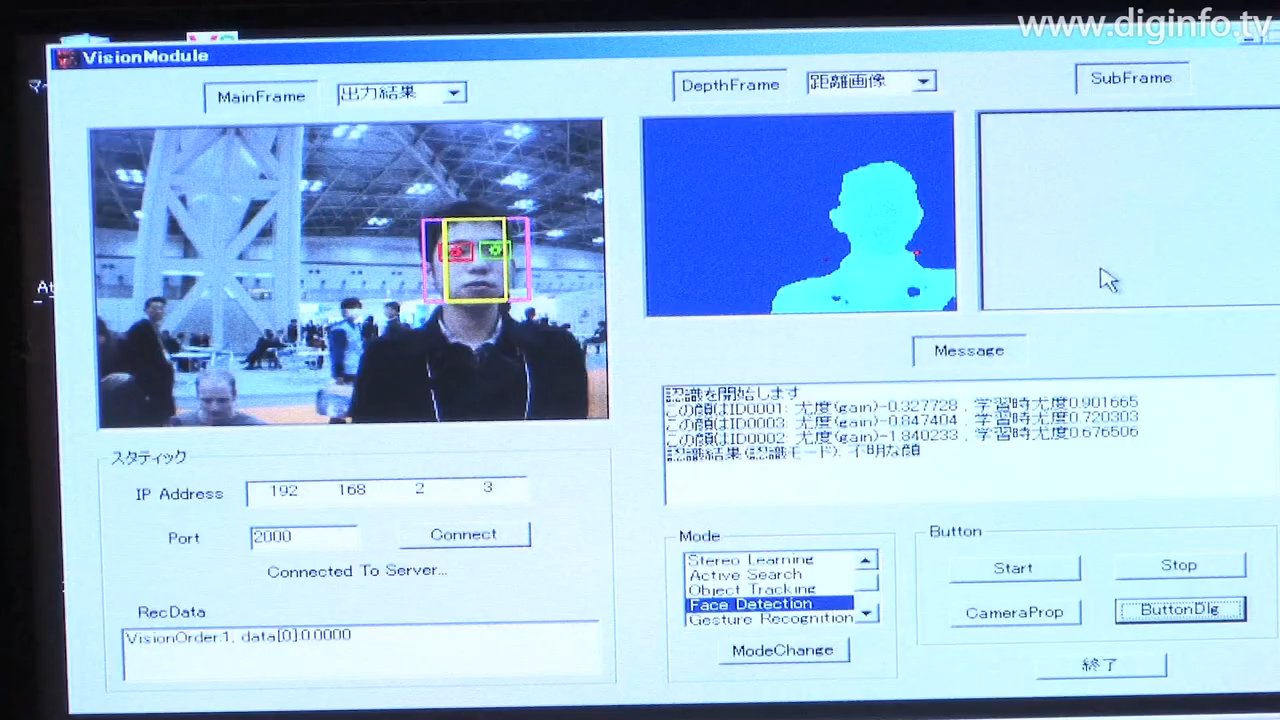 www.diginfo.tv
VisionModule
MainFrame
出力結果
DepthFrame
距離画像
SubFrame
Message
認識を開始します
この顔はID0001: 尤度(gain)-0.327728 , 学習時尤度0.901665
この顔はID0003: 尤度(gain)-0.847404 , 学習時尤度0.720303
この顔はID0002: 尤度(gain)-1.840233 , 学習時尤度0.676506
認識結果(認識モード): 不明な顔
スタティック
IP Address 192 168 2 3
Port 2000 Connect
Connected To Server...
RecData
VisionOrder:1, data[0]:0.0000
Mode
Stereo Learning
Active Search
Object Tracking
Face Detection
Gesture Recognition
ModeChange
Button
Start Stop
CameraProp ButtonDlg
終了